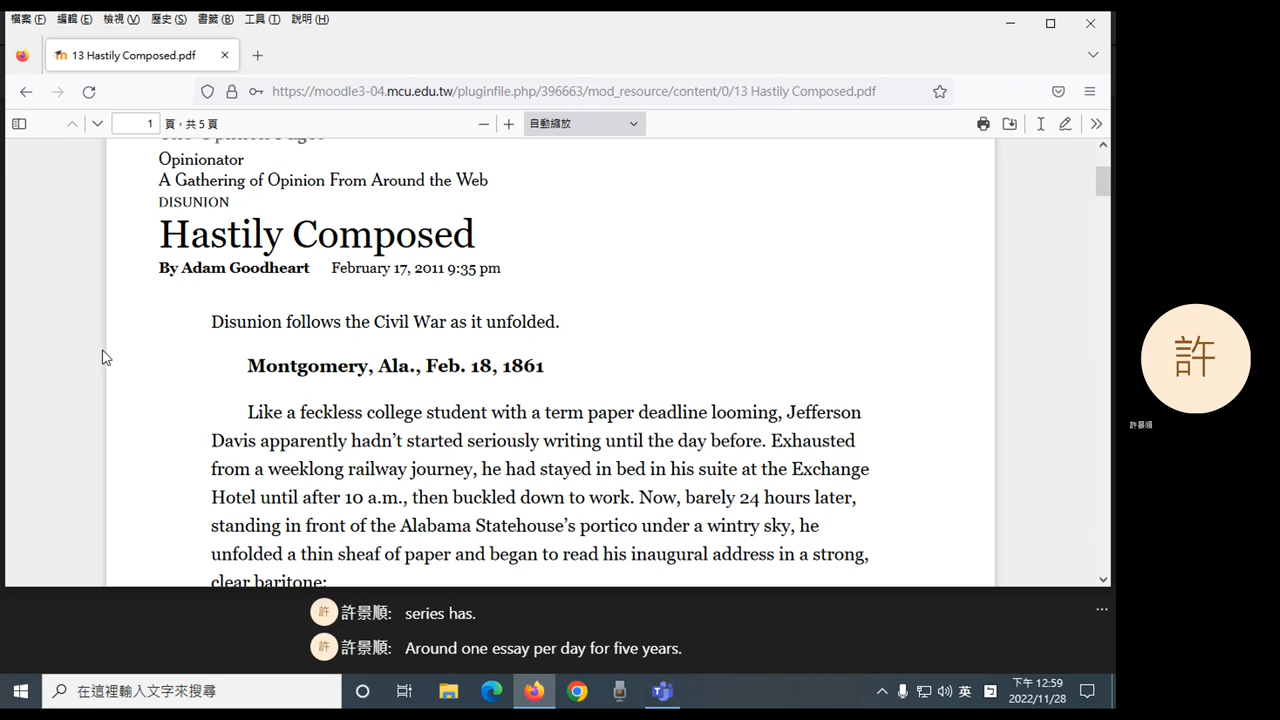 檔案(F) 編輯(E) 檢視(V) 歷史(S) 書籤(B) 工具(T) 說明(H)
13 Hastily Composed.pdf
https://moodle3-04.mcu.edu.tw/pluginfile.php/396663/mod_resource/content/0/13 Hastily Composed.pdf
1 頁，共 5 頁
自動縮放
The Opinion Pages
Opinionator
A Gathering of Opinion From Around the Web
DISUNION
Hastily Composed
By Adam Goodheart February 17, 2011 9:35 pm
Disunion follows the Civil War as it unfolded.
Montgomery, Ala., Feb. 18, 1861
Like a feckless college student with a term paper deadline looming, Jefferson
Davis apparently hadn’t started seriously writing until the day before. Exhausted
from a weeklong railway journey, he had stayed in bed in his suite at the Exchange
Hotel until after 10 a.m., then buckled down to work. Now, barely 24 hours later,
standing in front of the Alabama Statehouse’s portico under a wintry sky, he
unfolded a thin sheaf of paper and began to read his inaugural address in a strong,
clear baritone:
許
許景順
許 許景順: series has.
許 許景順: Around one essay per day for five years.
在這裡輸入文字來搜尋
英
下午 12:59
2022/11/28